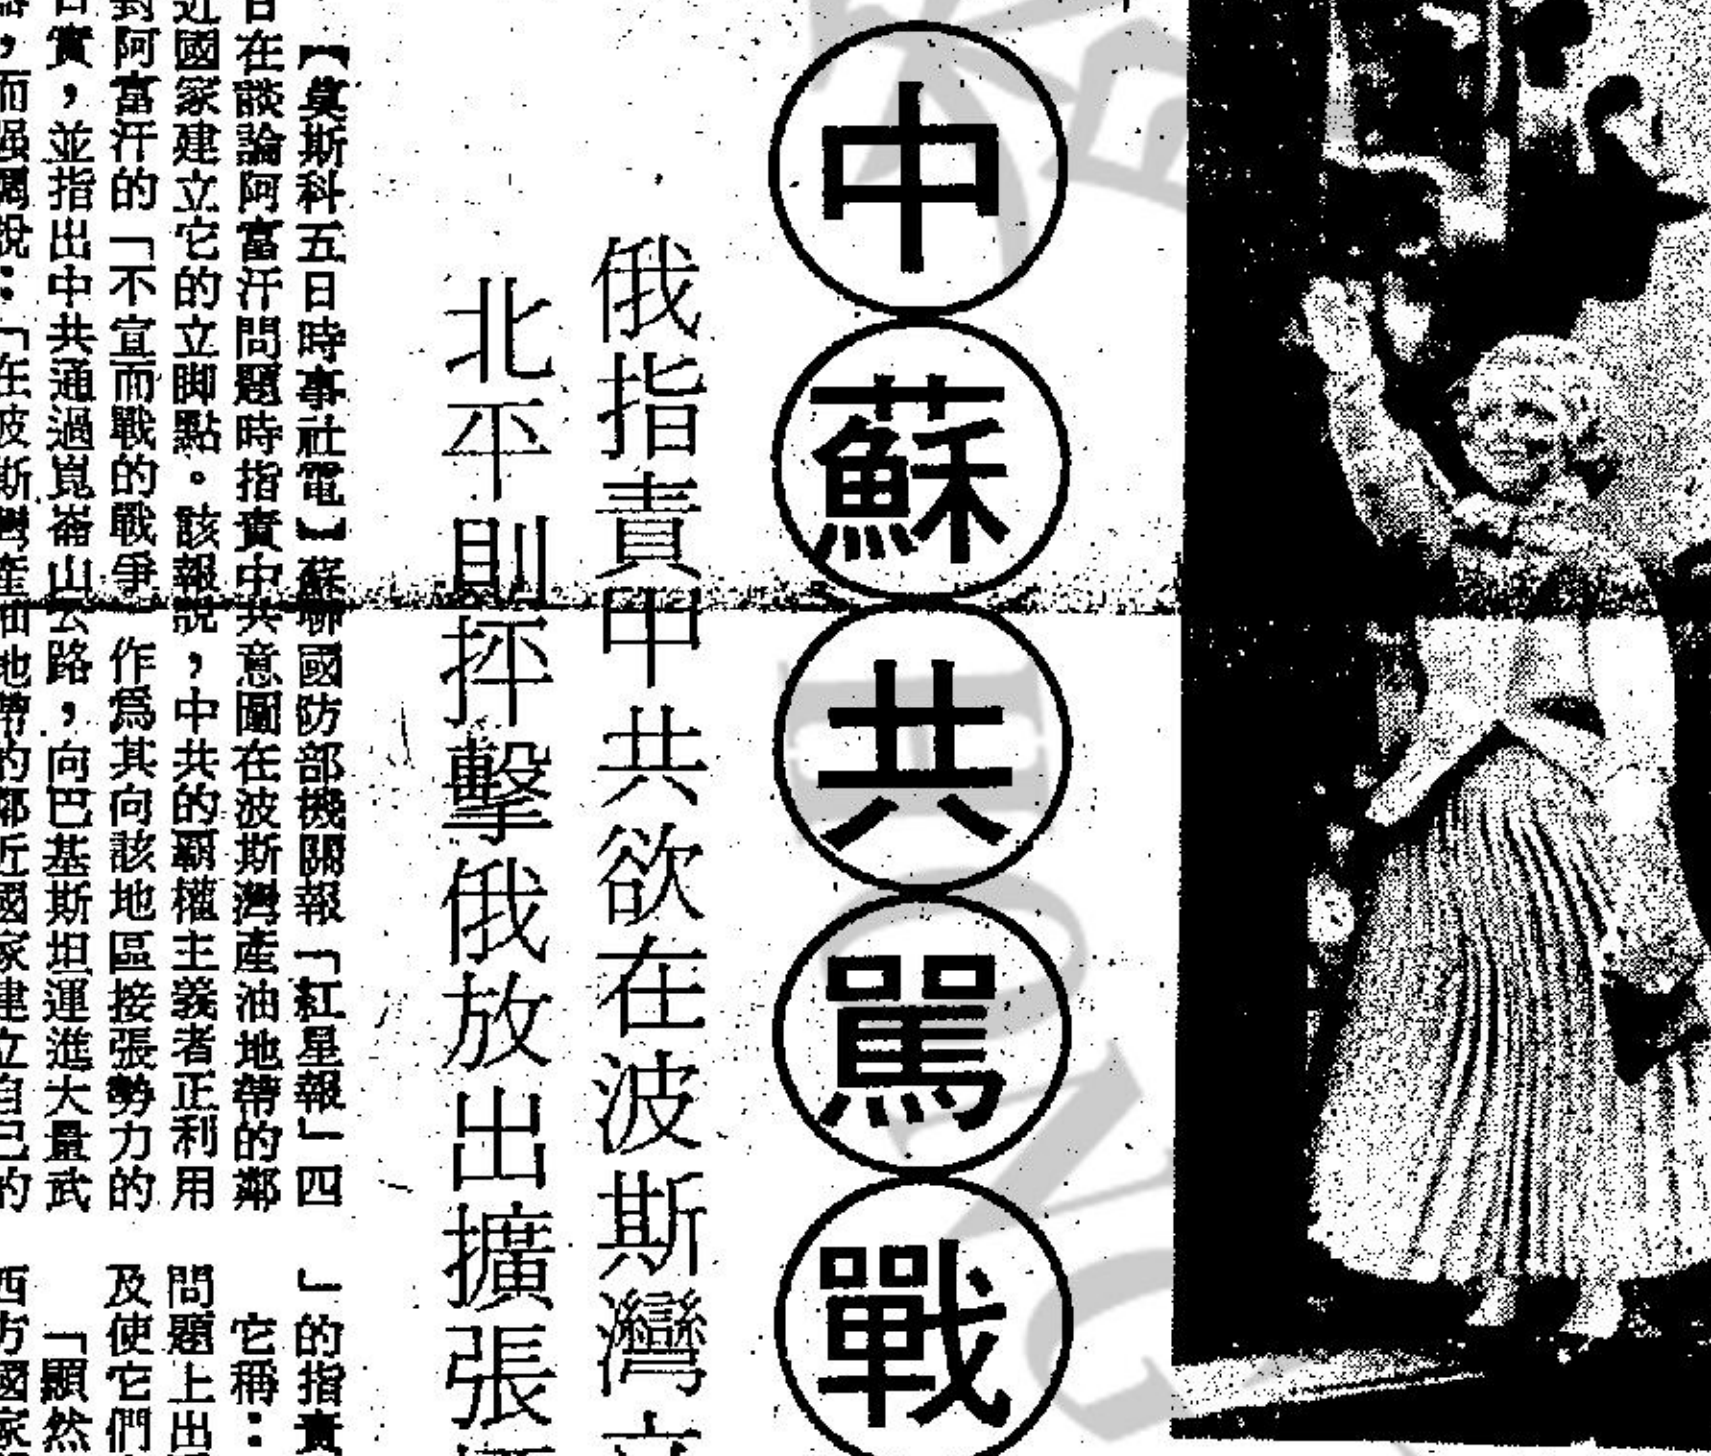 中蘇共駡戰
俄指責中共欲在波斯灣
北平則抨擊俄放出擴張
【莫斯科五日時事社電】蘇聯國防部機關報「紅星報」四
日在談論阿富汗問題時指責中共意圖在波斯灣產油地帶的鄰
近國家建立它的立脚點。該報說，中共的霸權主義者正利用
對阿富汗的「不宣而戰的戰爭」作爲其向該地區接張勢力的
口實，並指出中共通過崑崙山公路，向巴基斯坦運進大量武
器，而强調說：「在波斯灣產油地帶的鄰近國家建立自己的
」的指責
它稱：
問題上出
及使它們
「顯然
西方國家